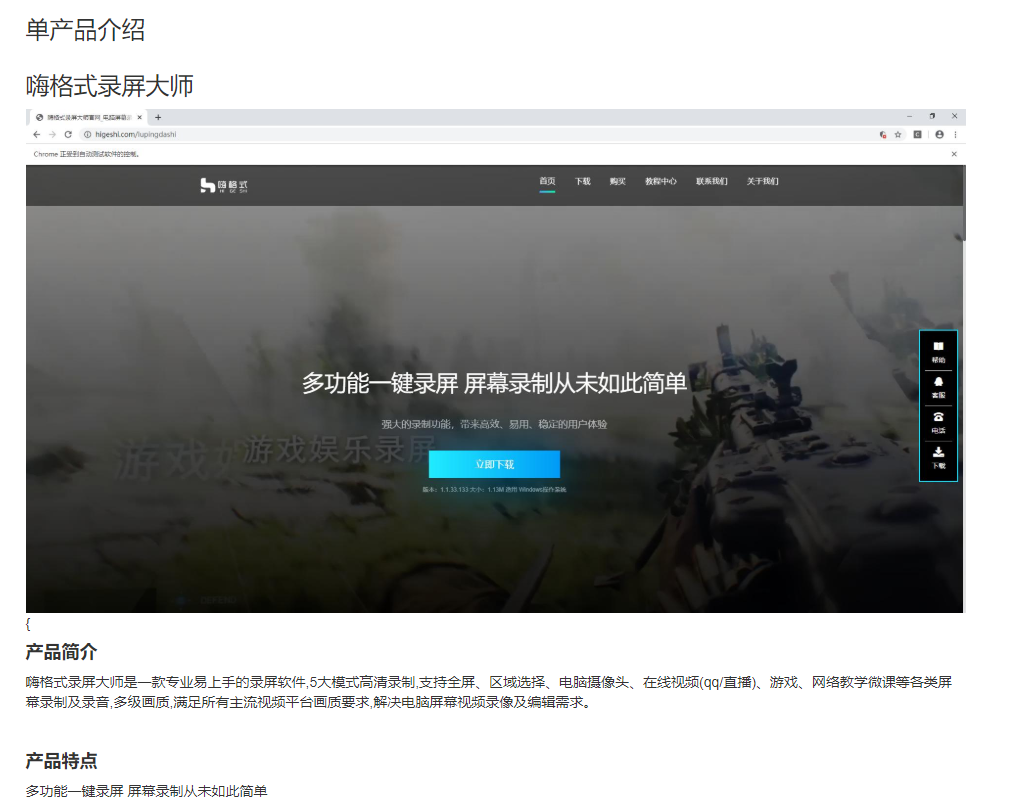 单产品介绍
嗨格式录屏大师
嗨格式录屏大师官网_电脑屏幕录
higeshi.com/lupingdashi
Chrome 正受到自动测试软件的控制。
嗨格式
HI GE SHI
首页 下载 购买 教程中心 联系我们 关于我们
帮助
客服
电话
下载
多功能一键录屏 屏幕录制从未如此简单
强大的录制功能，带来高效、易用、稳定的用户体验
游戏 游戏娱乐录屏
立即下载
版本：1.1.33.133 大小：1.13M 适用 Windows操作系统
{
产品简介
嗨格式录屏大师是一款专业易上手的录屏软件,5大模式高清录制,支持全屏、区域选择、电脑摄像头、在线视频(qq/直播)、游戏、网络教学微课等各类屏
幕录制及录音,多级画质,满足所有主流视频平台画质要求,解决电脑屏幕视频录像及编辑需求。
产品特点
多功能一键录屏 屏幕录制从未如此简单